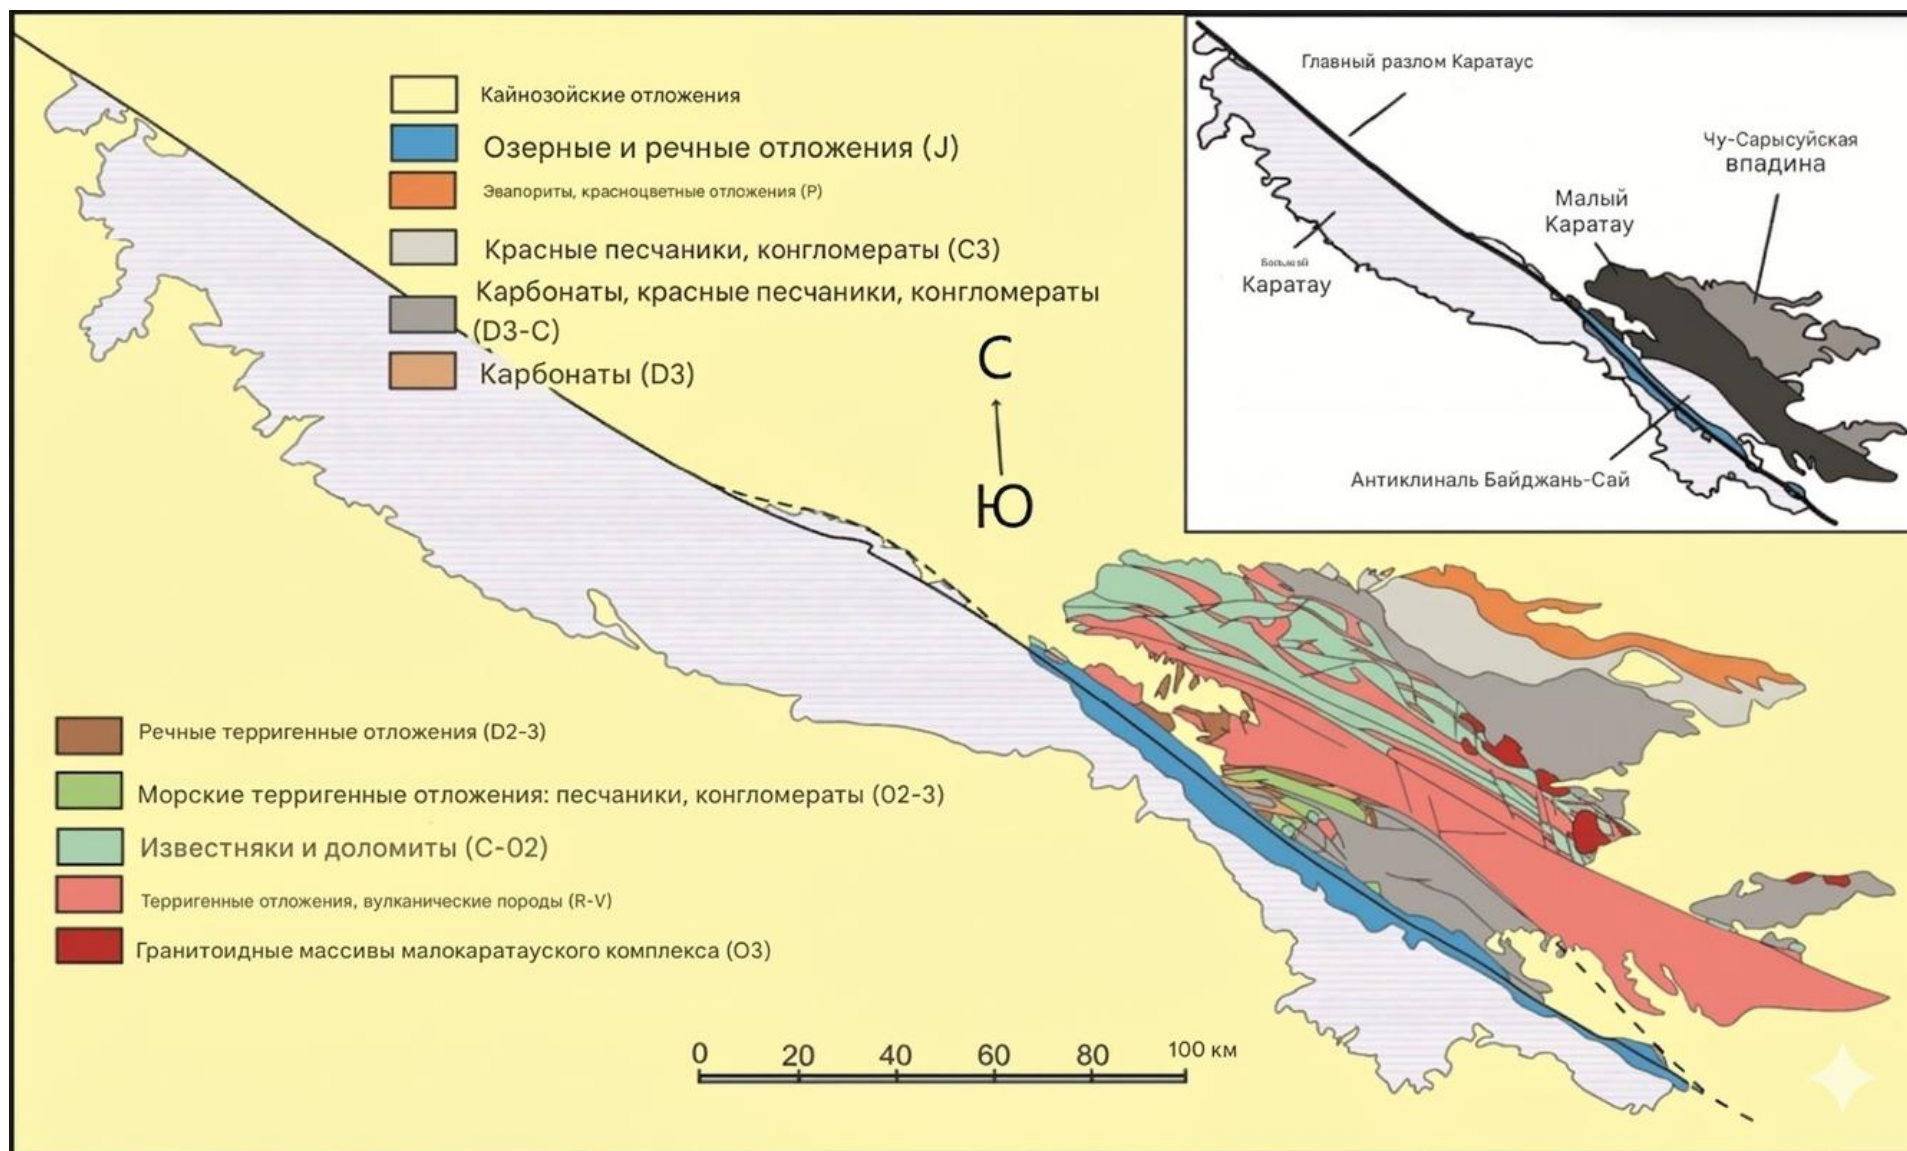 Кайнозойские отложения
Озерные и речные отложения (J)
Эвапориты, красноцветные отложения (P)
Красные песчаники, конгломераты (C3)
Карбонаты, красные песчаники, конгломераты
(D3-C)
Карбонаты (D3)
С
Ю
Главный разлом Каратаус
Чу-Сарысуйская
впадина
Малый
Каратау
Каратау
Антиклиналь Байджань-Сай
Речные терригенные отложения (D2-3)
Морские терригенные отложения: песчаники, конгломераты (02-3)
Известняки и доломиты (C-02)
Терригенные отложения, вулканические породы (R-V)
Гранитоидные массивы малокаратауского комплекса (O3)
0 20 40 60 80 100 км